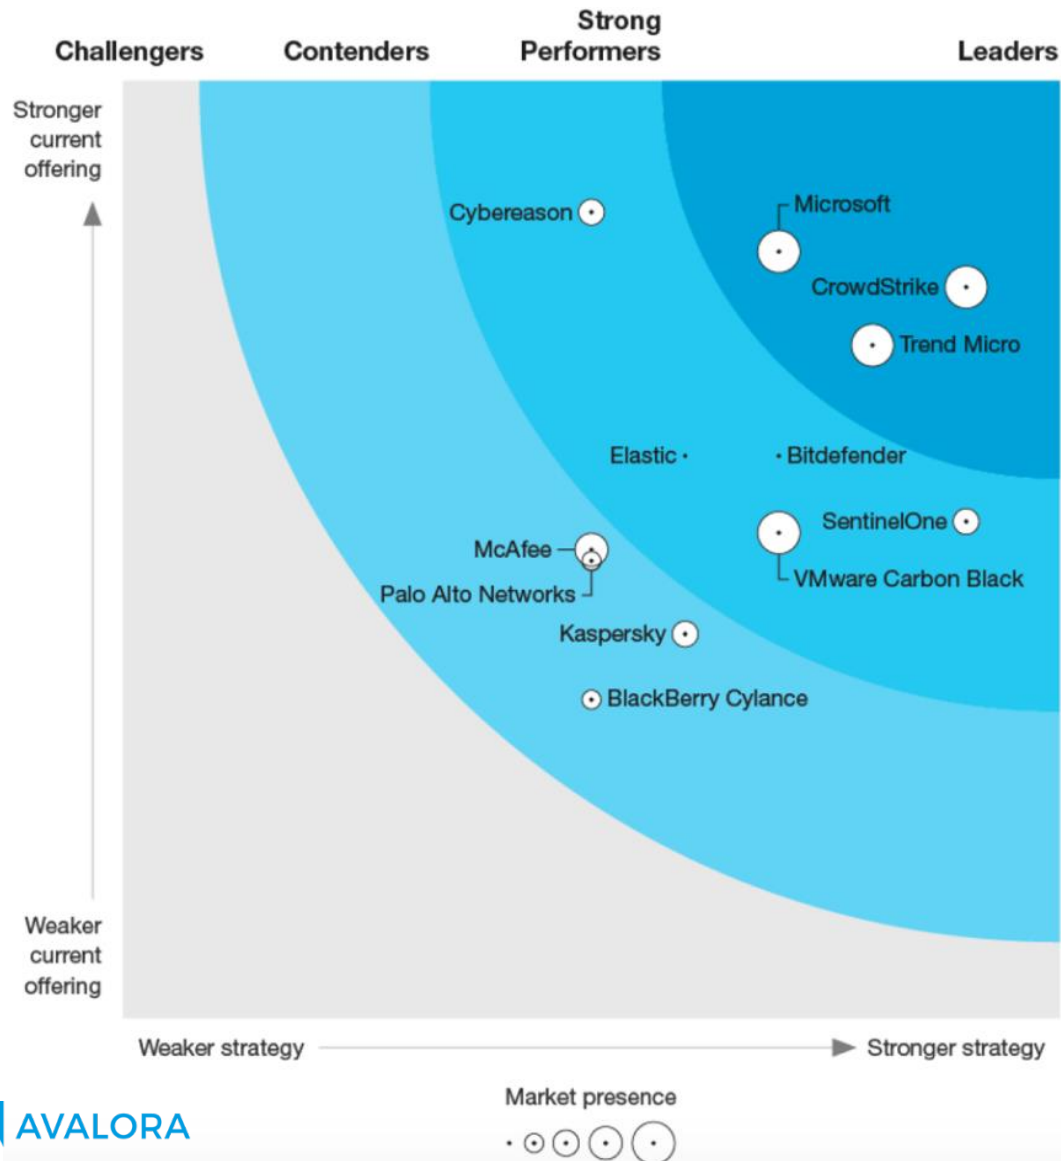 Challengers
Contenders
Strong
Performers
Leaders
Stronger
current
offering
Cybereason
Microsoft
CrowdStrike
Trend Micro
Elastic
Bitdefender
SentinelOne
McAfee
VMware Carbon Black
Palo Alto Networks
Kaspersky
BlackBerry Cylance
Weaker
current
offering
Weaker strategy
Stronger strategy
Market presence
AVALORA